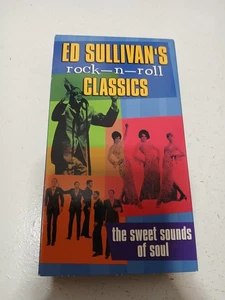 ED SULLIVAN'S
rock-n-roll
CLASSICS
the sweet sounds
of soul